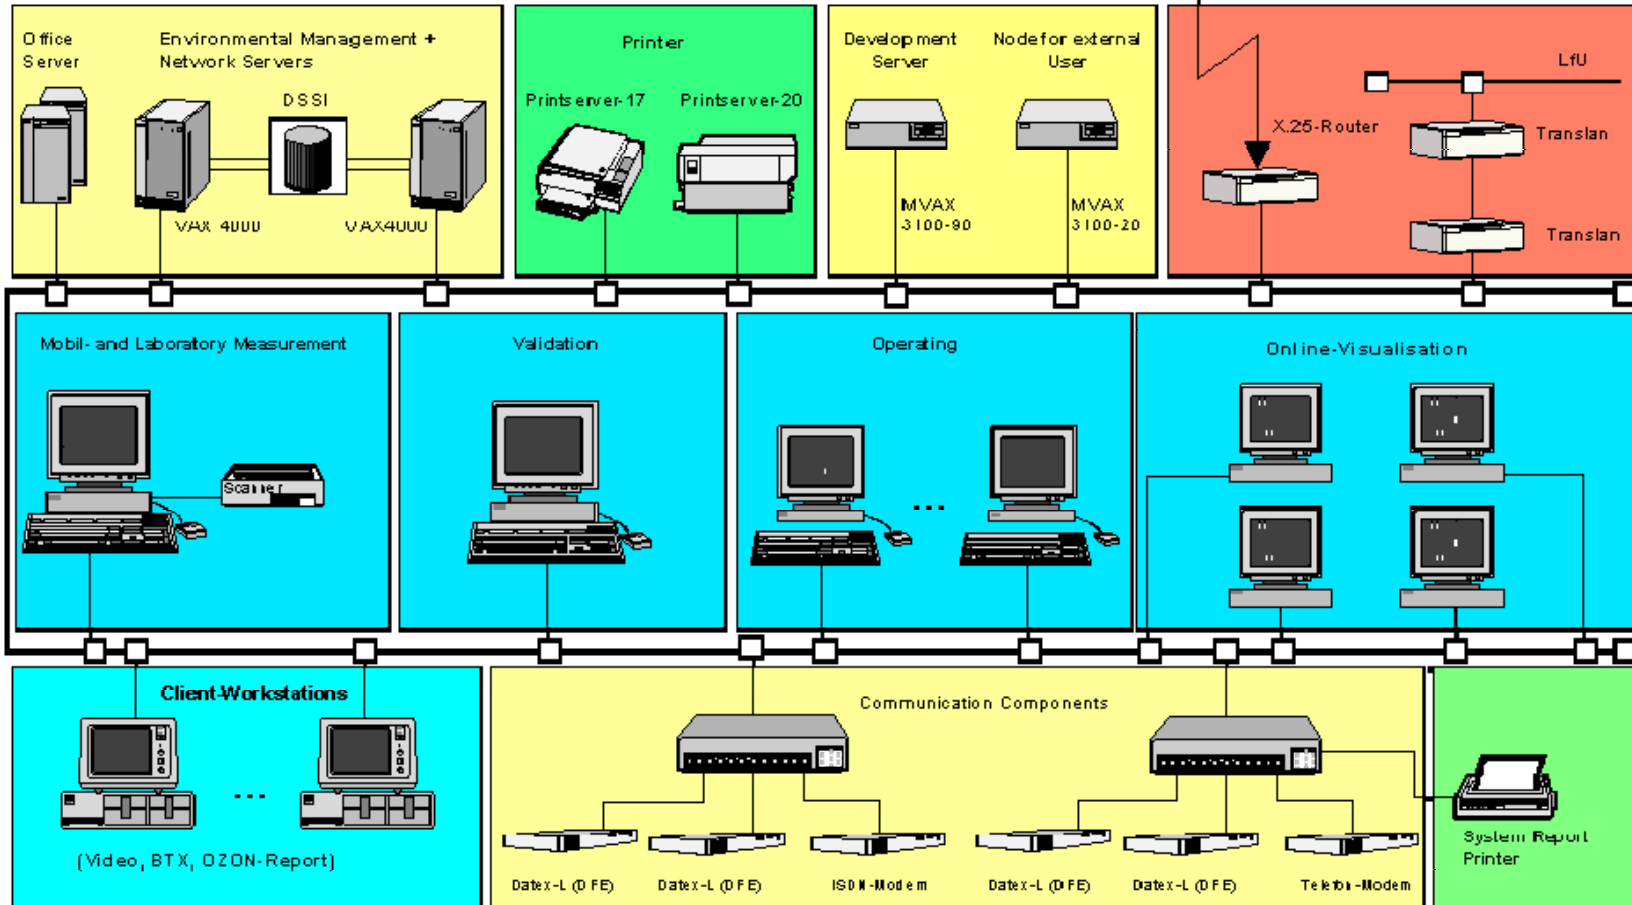 Office
Server
Environmental Management +
Network Servers
DSSI
VAX 4000
VAX4000
Printer
Printserver-17
Printserver-20
Development
Server
Node for external
User
MVAX
3100-90
MVAX
3100-20
LfU
X.25-Router
Translan
Translan
Mobil- and Laboratory Measurement
Scanner
Validation
Operating
...
Online-Visualisation
Client-Workstations
...
(Video, BTX, OZON-Report)
Communication Components
Datex-L (DFE)
Datex-L (DFE)
ISDN-Modem
Datex-L (DFE)
Datex-L (DFE)
Telefon-Modem
System Report
Printer